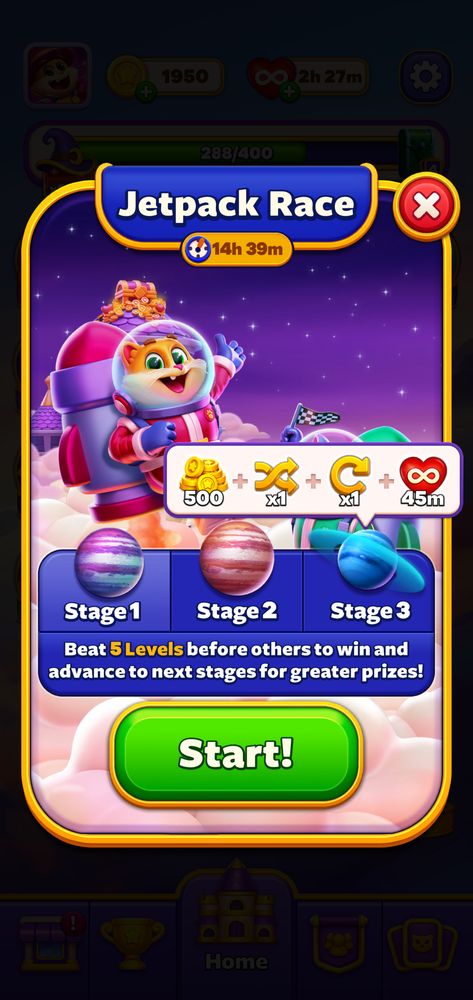 1950
2h 27m
288/400
Jetpack Race
14h 39m
500
x1
x1
45m
Stage 1
Stage 2
Stage 3
Beat 5 Levels before others to win and
advance to next stages for greater prizes!
Start!
Home